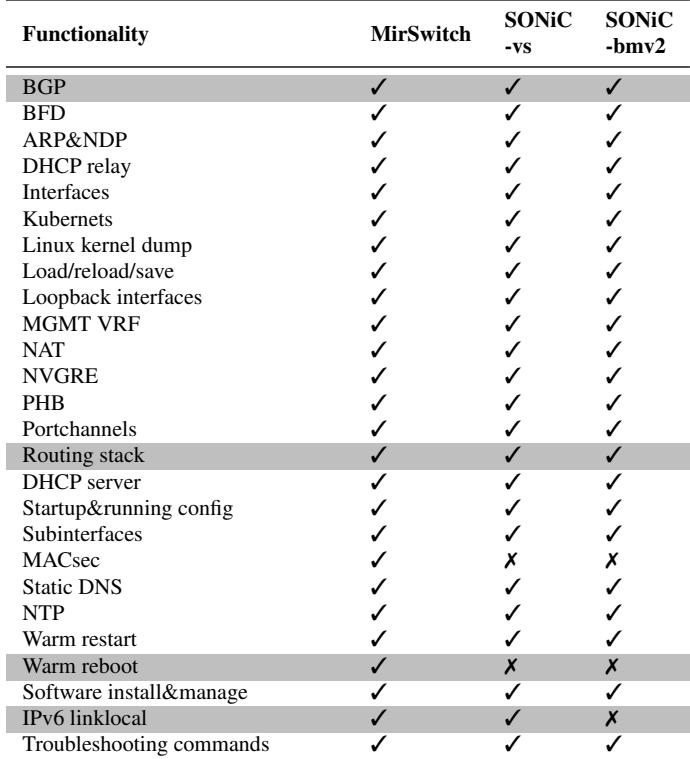 Functionality MirSwitch SONiC -vs SONiC -bmv2
BGP ✓ ✓ ✓
BFD ✓ ✓ ✓
ARP&NDP ✓ ✓ ✓
DHCP relay ✓ ✓ ✓
Interfaces ✓ ✓ ✓
Kubernets ✓ ✓ ✓
Linux kernel dump ✓ ✓ ✓
Load/reload/save ✓ ✓ ✓
Loopback interfaces ✓ ✓ ✓
MGMT VRF ✓ ✓ ✓
NAT ✓ ✓ ✓
NVGRE ✓ ✓ ✓
PHB ✓ ✓ ✓
Portchannels ✓ ✓ ✓
Routing stack ✓ ✓ ✓
DHCP server ✓ ✓ ✓
Startup&running config ✓ ✓ ✓
Subinterfaces ✓ ✓ ✓
MACsec ✓ ✗ ✗
Static DNS ✓ ✓ ✓
NTP ✓ ✓ ✓
Warm restart ✓ ✓ ✓
Warm reboot ✓ ✗ ✗
Software install&manage ✓ ✓ ✓
IPv6 linklocal ✓ ✓ ✗
Troubleshooting commands ✓ ✓ ✓